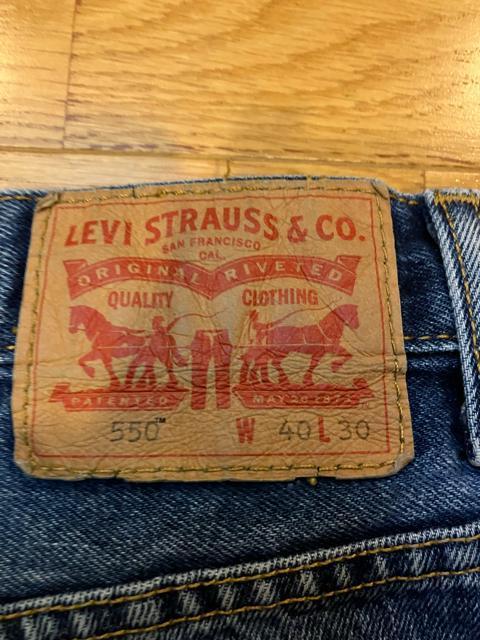 LEVI STRAUSS & CO.
SAN FRANCISCO
CAL.
ORIGINAL RIVETED
QUALITY CLOTHING
PATENTED MAY 20 1873
550™ W 40 L 30